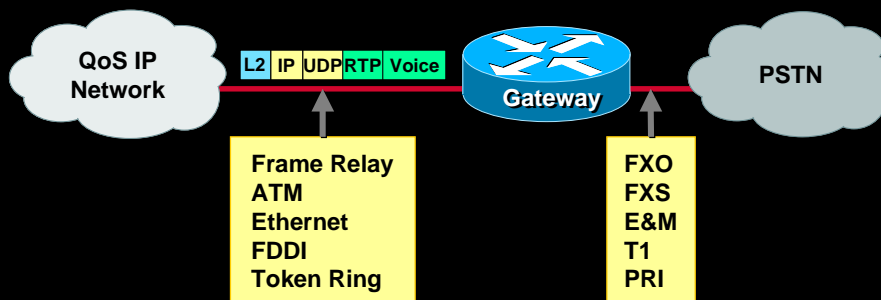 QoS IP
Network
L2 IP UDP RTP Voice
Gateway
PSTN
Frame Relay
ATM
Ethernet
FDDI
Token Ring
FXO
FXS
E&M
T1
PRI